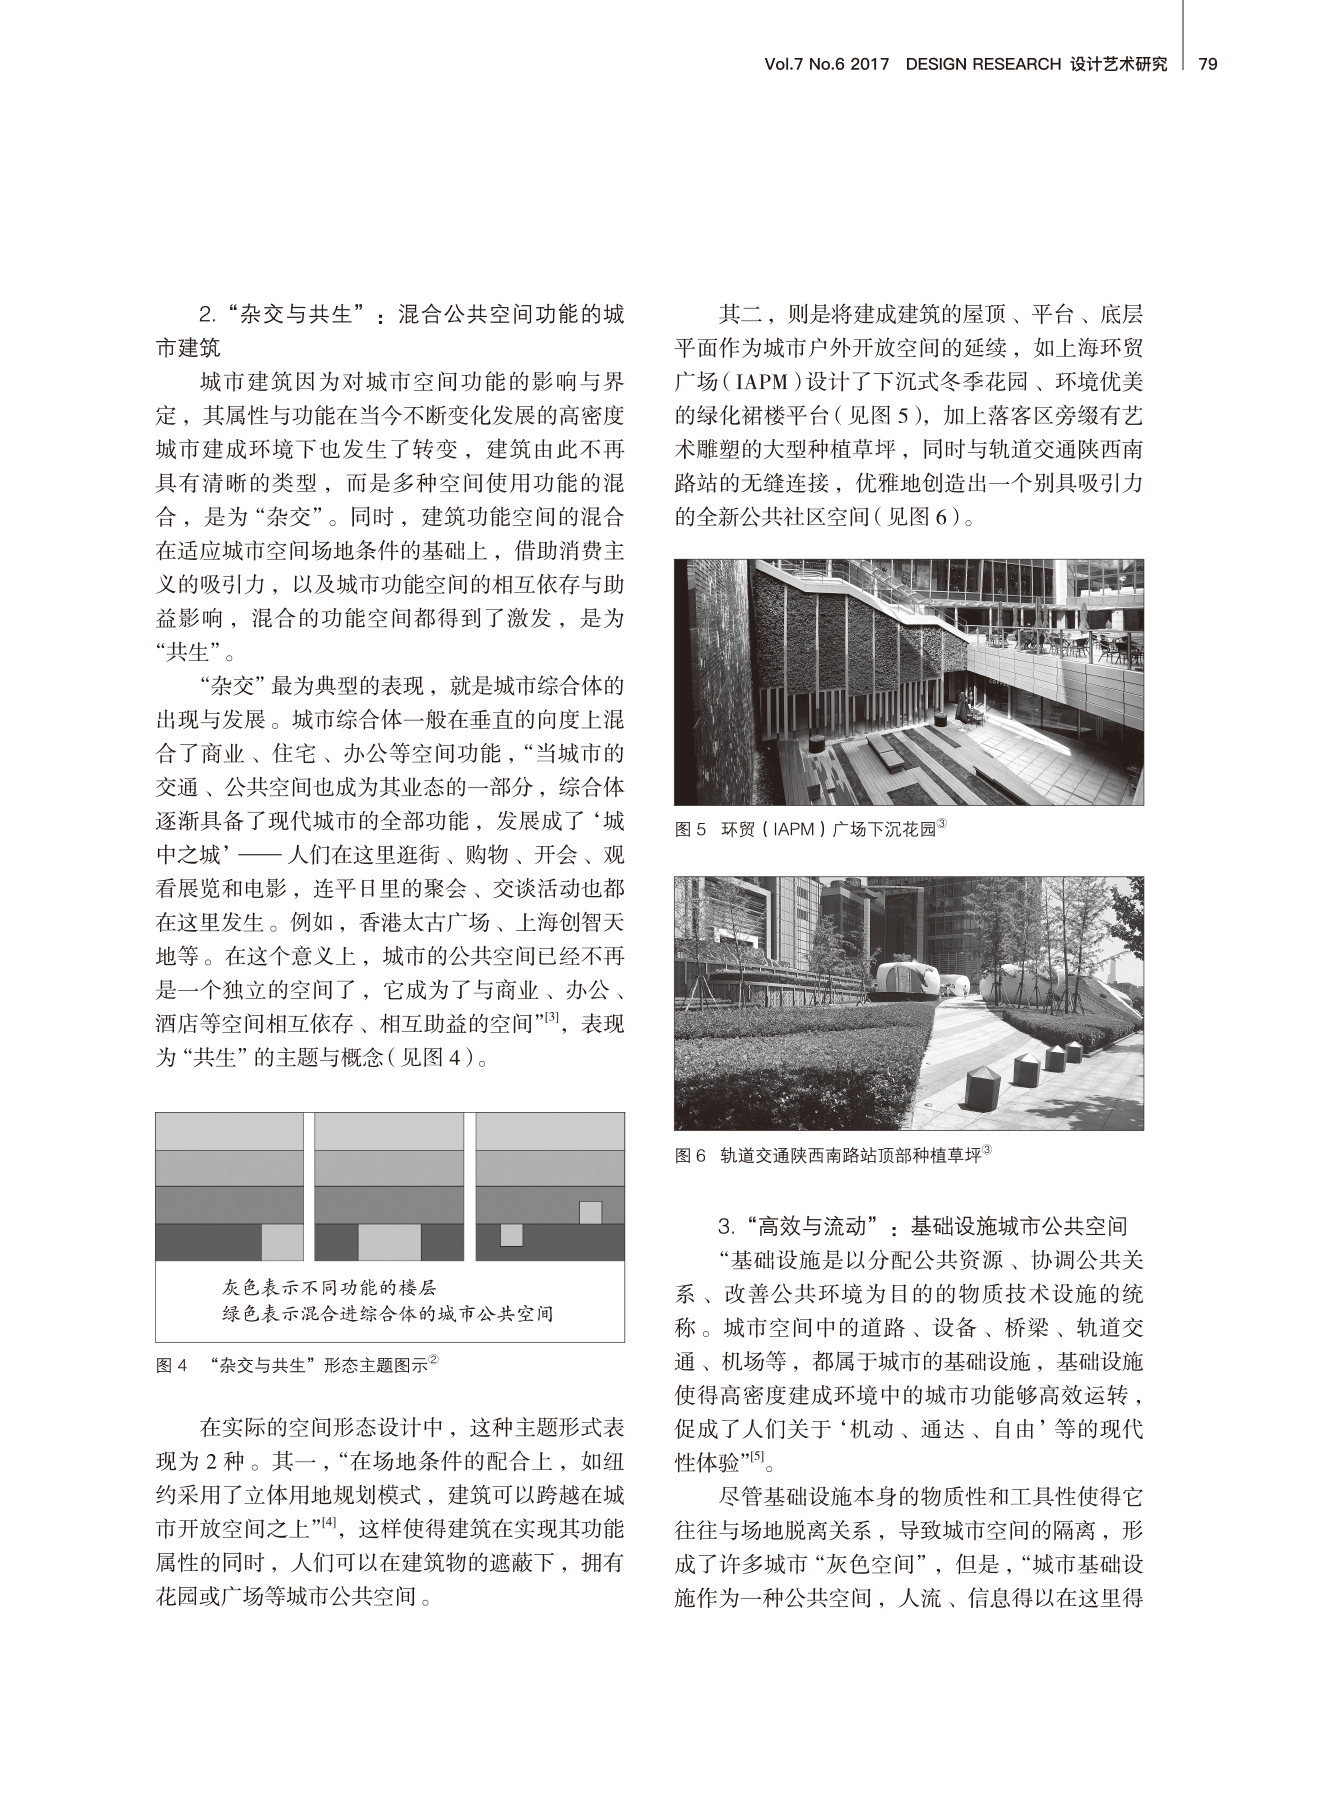 Vol.7 No.6 2017 DESIGN RESEARCH 设计艺术研究 79
2. “杂交与共生”：混合公共空间功能的城
市建筑
城市建筑因为对城市空间功能的影响与界
定，其属性与功能在当今不断变化发展的高密度
城市建成环境下也发生了转变，建筑由此不再
具有清晰的类型，而是多种空间使用功能的混
合，是为“杂交”。同时，建筑功能空间的混合
在适应城市空间场地条件的基础上，借助消费主
义的吸引力，以及城市功能空间的相互依存与助
益影响，混合的功能空间都得到了激发，是为
“共生”。
“杂交”最为典型的表现，就是城市综合体的
出现与发展。城市综合体一般在垂直的向度上混
合了商业、住宅、办公等空间功能，“当城市的
交通、公共空间也成为其业态的一部分，综合体
逐渐具备了现代城市的全部功能，发展成了‘城
中之城’——人们在这里逛街、购物、开会、观
看展览和电影，连平日里的聚会、交谈活动也都
在这里发生。例如，香港太古广场、上海创智天
地等。在这个意义上，城市的公共空间已经不再
是一个独立的空间了，它成为了与商业、办公、
酒店等空间相互依存、相互助益的空间”[3]，表现
为“共生”的主题与概念（见图 4）。
灰色表示不同功能的楼层
绿色表示混合进综合体的城市公共空间
图 4 “杂交与共生”形态主题图示②
在实际的空间形态设计中，这种主题形式表
现为 2 种。其一，“在场地条件的配合上，如纽
约采用了立体用地规划模式，建筑可以跨越在城
市开放空间之上”[4]，这样使得建筑在实现其功能
属性的同时，人们可以在建筑物的遮蔽下，拥有
花园或广场等城市公共空间。
其二，则是将建成建筑的屋顶、平台、底层
平面作为城市户外开放空间的延续，如上海环贸
广场（IAPM）设计了下沉式冬季花园、环境优美
的绿化裙楼平台（见图 5），加上落客区旁缀有艺
术雕塑的大型种植草坪，同时与轨道交通陕西南
路站的无缝连接，优雅地创造出一个别具吸引力
的全新公共社区空间（见图 6）。
图 5 环贸（IAPM）广场下沉花园③
图 6 轨道交通陕西南路站顶部种植草坪③
3. “高效与流动”：基础设施城市公共空间
“基础设施是以分配公共资源、协调公共关
系、改善公共环境为目的的物质技术设施的统
称。城市空间中的道路、设备、桥梁、轨道交
通、机场等，都属于城市的基础设施，基础设施
使得高密度建成环境中的城市功能够高效运转，
促成了人们关于‘机动、通达、自由’等的现代
性体验”[5]。
尽管基础设施本身的物质性和工具性使得它
往往与场地脱离关系，导致城市空间的隔离，形
成了许多城市“灰色空间”，但是，“城市基础设
施作为一种公共空间，人流、信息得以在这里得